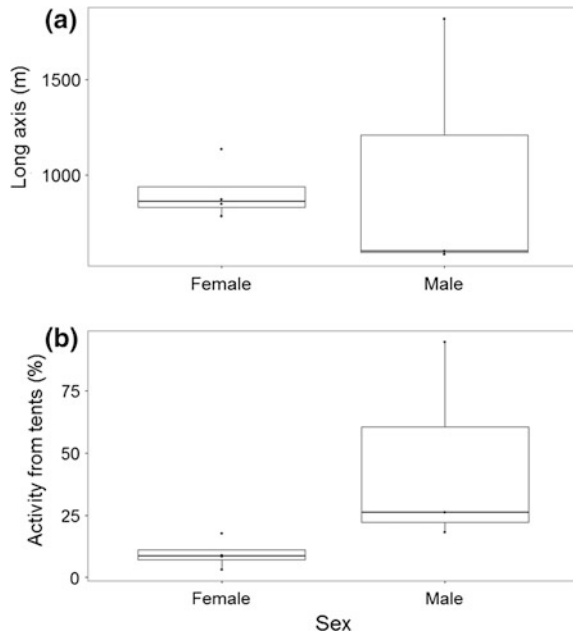 (a)
Long axis (m)
1500
1000
Female Male
(b)
Activity from tents (%)
75
50
25
0
Female Male
Sex